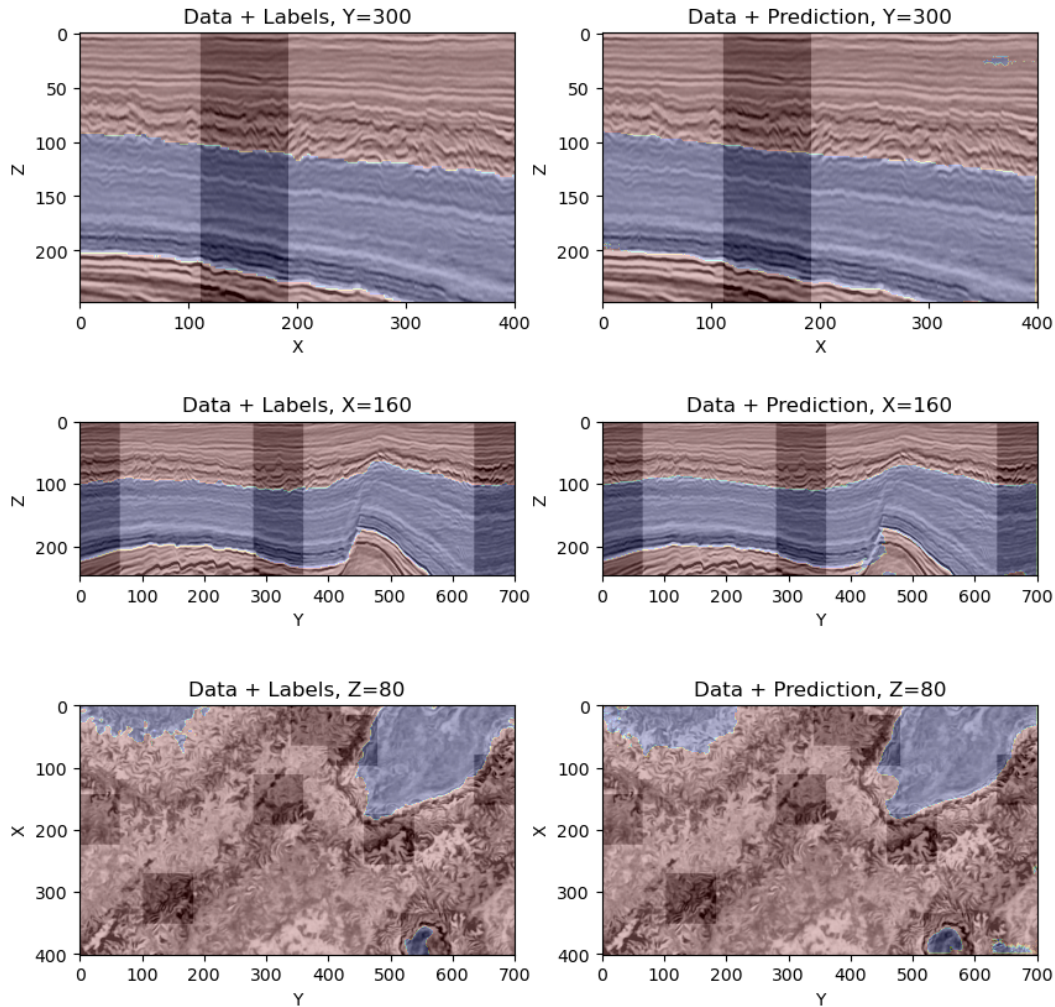 Data + Labels, Y=300
Data + Prediction, Y=300
0
50
100
150
200
Z
0 100 200 300 400
X
0
50
100
150
200
Z
0 100 200 300 400
X
Data + Labels, X=160
Data + Prediction, X=160
0
100
200
Z
0 100 200 300 400 500 600 700
Y
0
100
200
Z
0 100 200 300 400 500 600 700
Y
Data + Labels, Z=80
Data + Prediction, Z=80
0
100
200
300
400
X
0 100 200 300 400 500 600 700
Y
0
100
200
300
400
X
0 100 200 300 400 500 600 700
Y